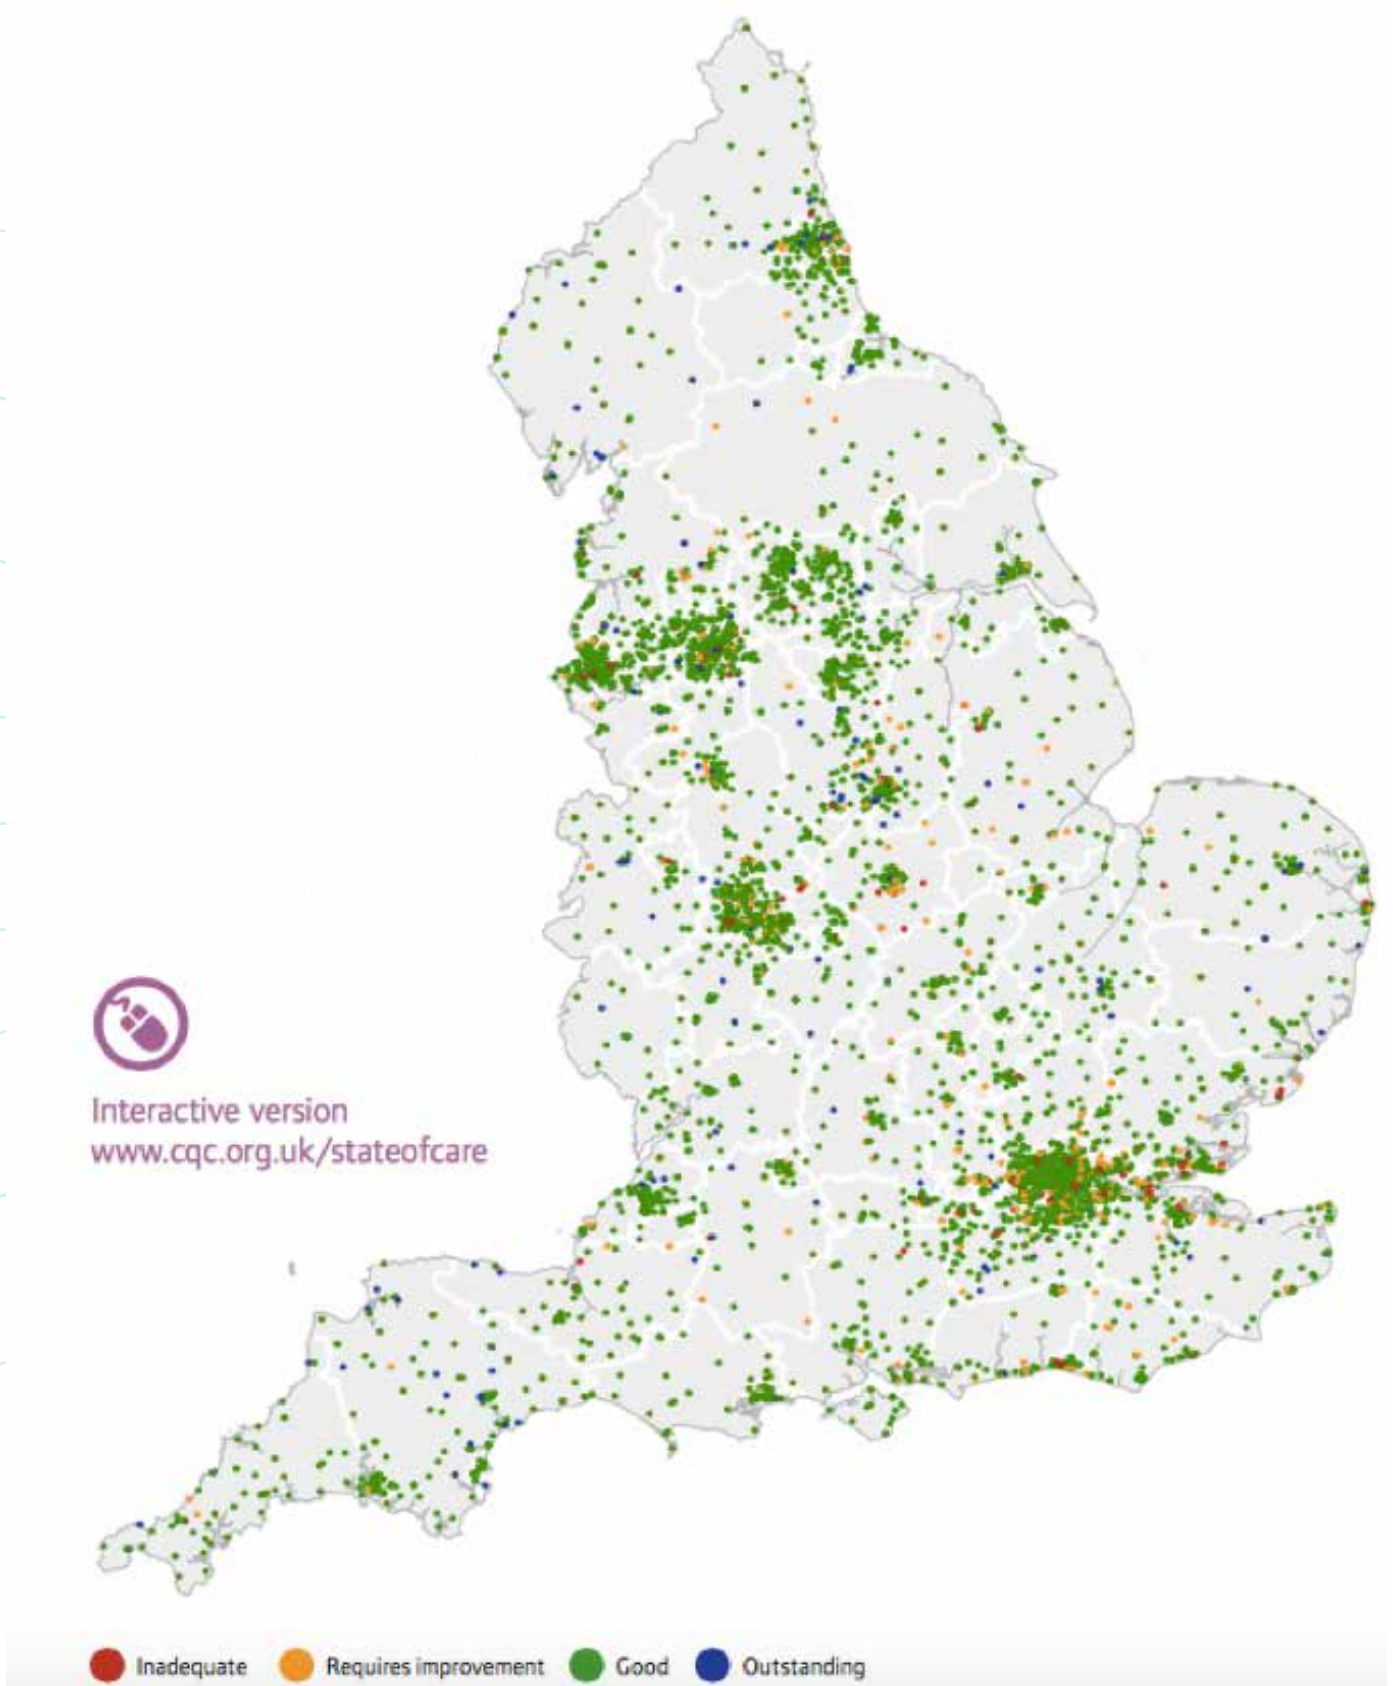 Interactive version
www.cqc.org.uk/stateofcare
Inadequate
Requires improvement
Good
Outstanding